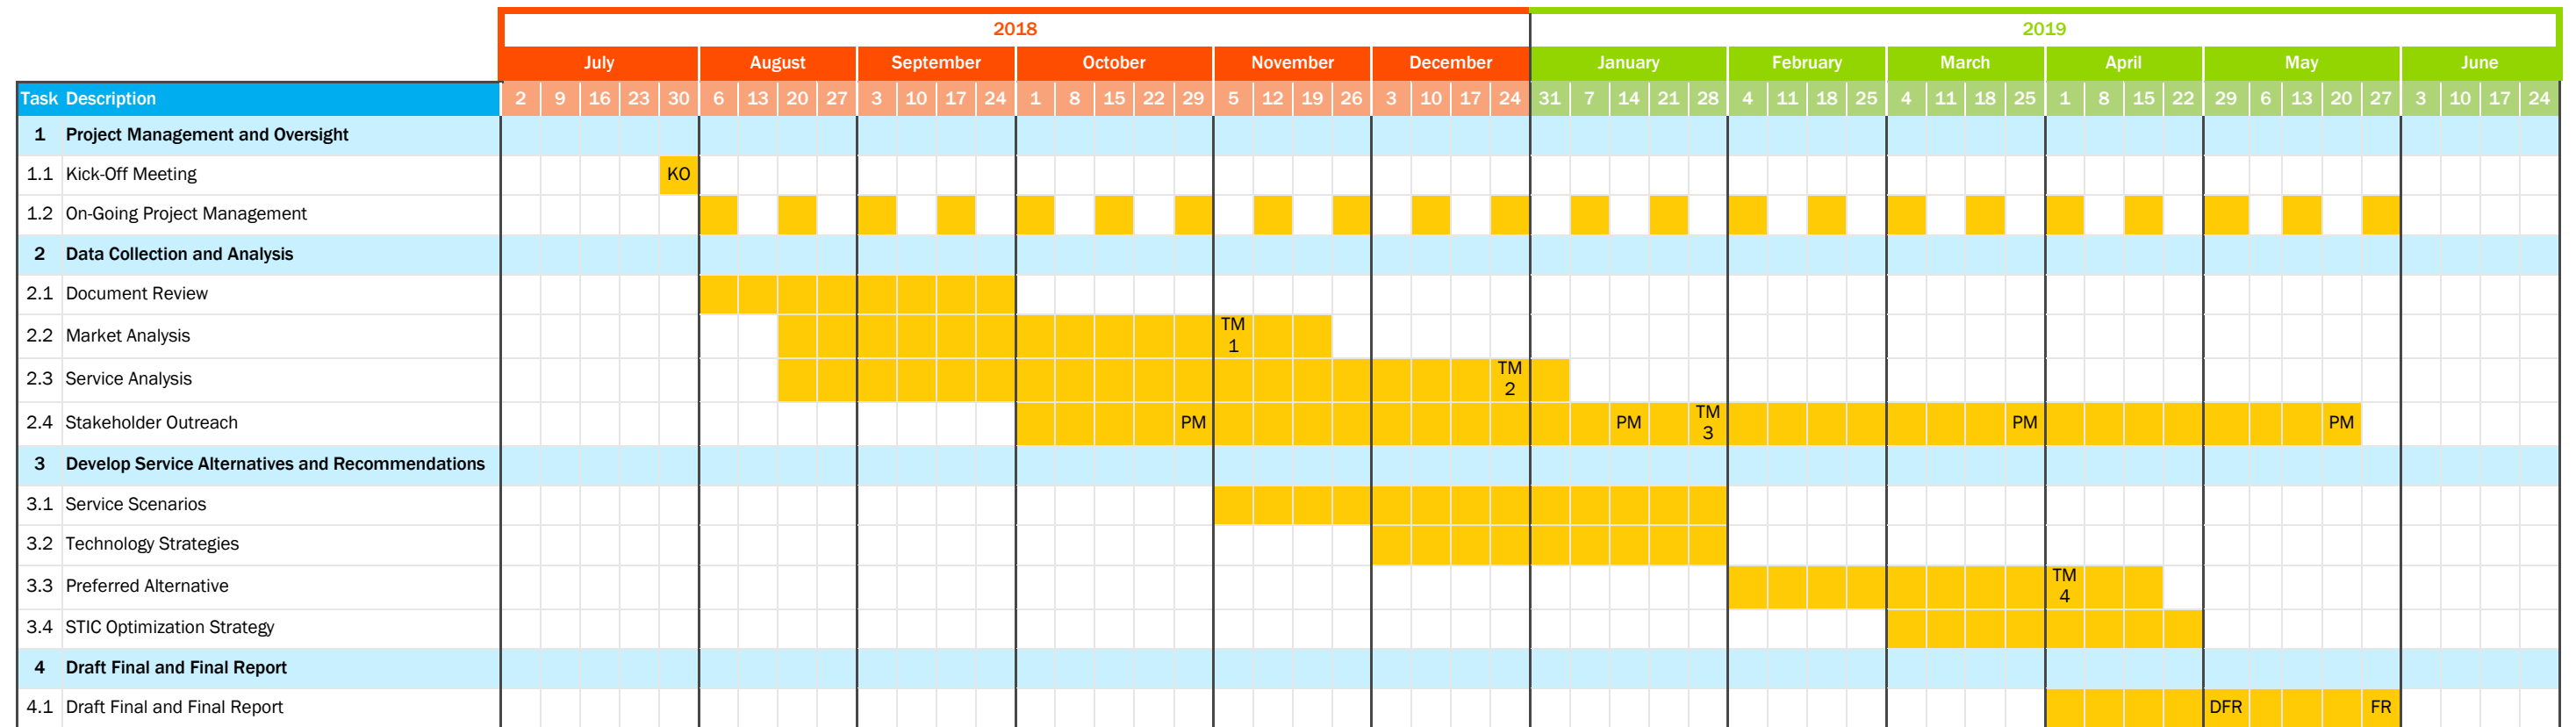 2018 2019
July August September October November December January February March April May June
Task Description 2 9 16 23 30 6 13 20 27 3 10 17 24 1 8 15 22 29 5 12 19 26 3 10 17 24 31 7 14 21 28 4 11 18 25 4 11 18 25 1 8 15 22 29 6 13 20 27 3 10 17 24
1 Project Management and Oversight
1.1 Kick-Off Meeting KO
1.2 On-Going Project Management
2 Data Collection and Analysis
2.1 Document Review
2.2 Market Analysis TM 1
2.3 Service Analysis TM 2
2.4 Stakeholder Outreach PM PM TM 3 PM PM
3 Develop Service Alternatives and Recommendations
3.1 Service Scenarios
3.2 Technology Strategies
3.3 Preferred Alternative TM 4
3.4 STIC Optimization Strategy
4 Draft Final and Final Report
4.1 Draft Final and Final Report DFR FR